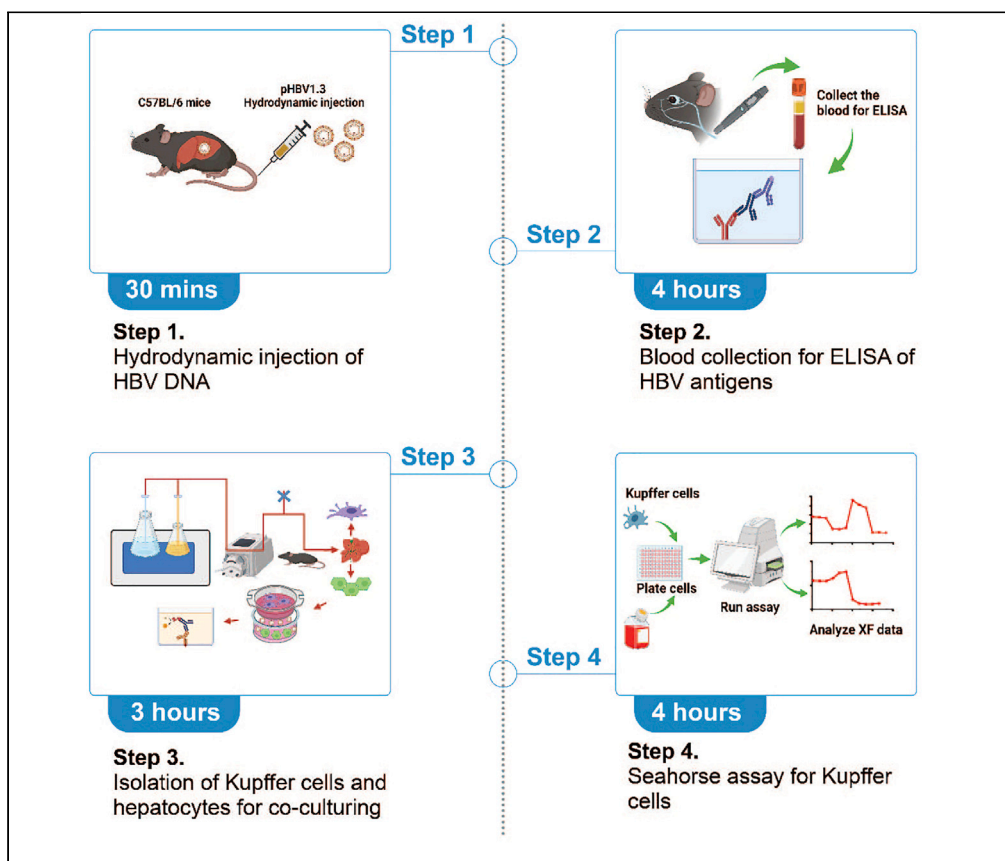 Step 1
C57BL/6 mice
pHBV1.3
Hydrodynamic injection
30 mins
Step 1.
Hydrodynamic injection of
HBV DNA
Step 2
Collect the
blood for ELISA
4 hours
Step 2.
Blood collection for ELISA of
HBV antigens
Step 3
3 hours
Step 3.
Isolation of Kupffer cells and
hepatocytes for co-culturing
Step 4
Kupffer cells
Plate cells
Run assay
Analyze XF data
4 hours
Step 4.
Seahorse assay for Kupffer
cells